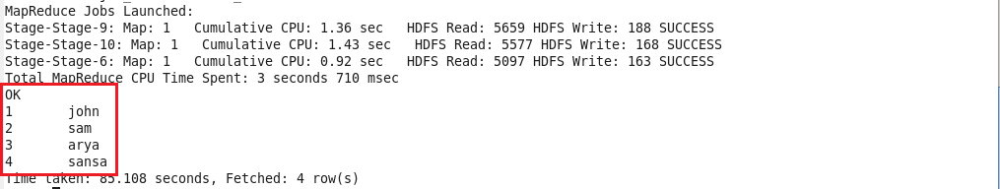 MapReduce Jobs Launched:
Stage-Stage-9: Map: 1   Cumulative CPU: 1.36 sec   HDFS Read: 5659 HDFS Write: 188 SUCCESS
Stage-Stage-10: Map: 1   Cumulative CPU: 1.43 sec   HDFS Read: 5577 HDFS Write: 168 SUCCESS
Stage-Stage-6: Map: 1   Cumulative CPU: 0.92 sec   HDFS Read: 5097 HDFS Write: 163 SUCCESS
Total MapReduce CPU Time Spent: 3 seconds 710 msec
OK
1       john
2       sam
3       arya
4       sansa
Time taken: 85.108 seconds, Fetched: 4 row(s)